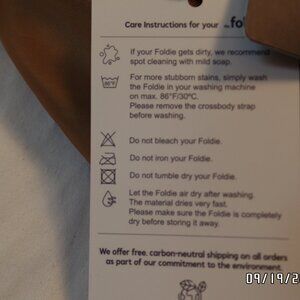 Care Instructions for your the fol
If your Foldie gets dirty, we recommend
spot cleaning with mild soap.
For more stubborn stains, simply wash
86°F
the Foldie in your washing machine
on max. 86°F/30ºC.
Please remove the crossbody strap
before washing.
Do not bleach your Foldie.
Do not iron your Foldie.
Do not tumble dry your Foldie.
Let the Foldie air dry after washing.
The material dries very fast.
Please make sure the Foldie is completely
dry before storing it away.
We offer free, carbon-neutral shipping on all orders
as part of our commitment to the environment.
09/19/2